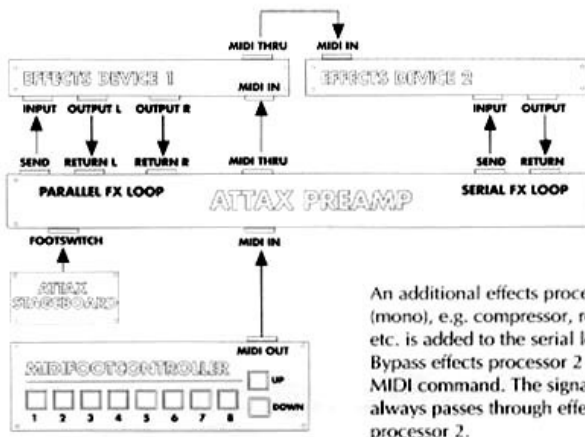 MIDI THRU MIDI IN
EFFECTS DEVICE 1 EFFECTS DEVICE 2
INPUT OUTPUT L OUTPUT R MIDI IN INPUT OUTPUT
SEND RETURN L RETURN R MIDI THRU SEND RETURN
PARALLEL FX LOOP SERIAL FX LOOP
ATTAX PREAMP
FOOTSWITCH MIDI IN
ATTAX
STAGEBOARD
MIDI OUT
MIDIFOOTCONTROLLER
UP
DOWN
1 2 3 4 5 6 7 8
An additional effects proce
(mono), e.g. compressor, r
etc. is added to the serial l
Bypass effects processor 2
MIDI command. The signa
always passes through effe
processor 2.